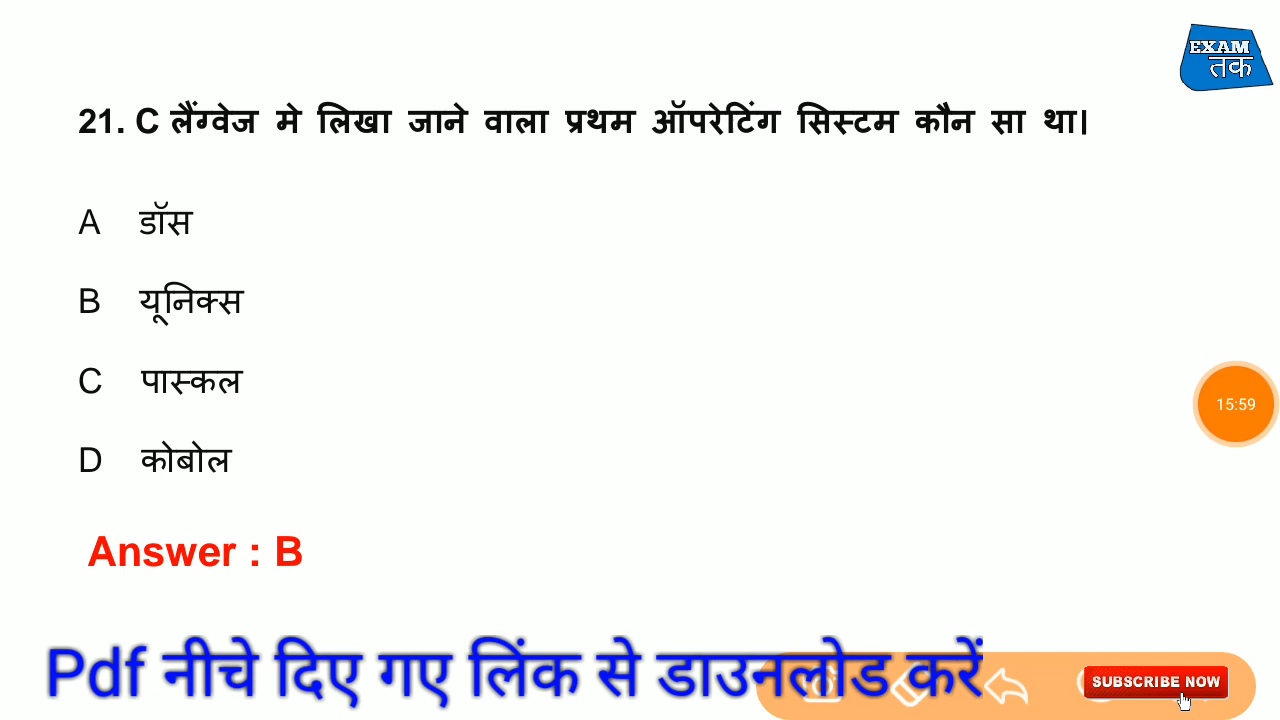 EXAM
तक
21. C लैंग्वेज मे लिखा जाने वाला प्रथम ऑपरेटिंग सिस्टम कौन सा था।
A डॉस
B यूनिक्स
C पास्कल
D कोबोल
15:59
Answer : B
Pdf नीचे दिए गए लिंक से डाउनलोड करें
SUBSCRIBE NOW